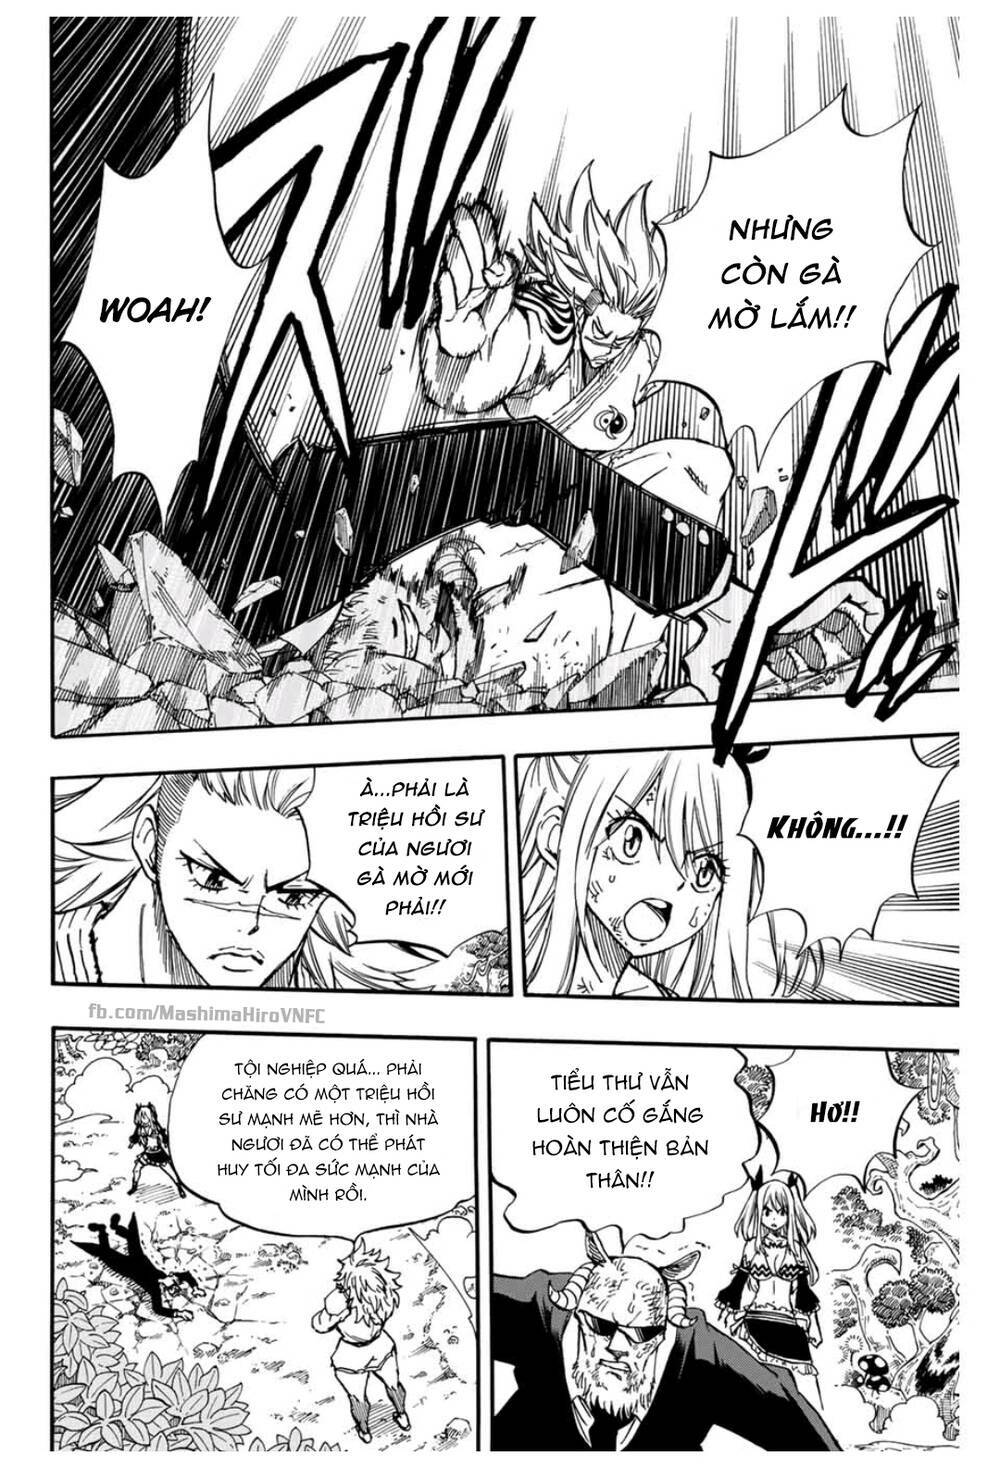 NHƯNG
CÒN GÀ
MỜ LẮM!!
WOAH!
KHÔNG...!!
À...PHẢI LÀ
TRIỆU HỒI SƯ
CỦA NGƯƠI
GÀ MỜ MỚI
PHẢI!!
fb.com/MashimaHiroVNFC
HƠ!!
TIỂU THƯ VẪN
LUÔN CỐ GẮNG
HOÀN THIỆN BẢN
THÂN!!
TỘI NGHIỆP QUÁ... PHẢI
CHĂNG CÓ MỘT TRIỆU HỒI
SƯ MẠNH MẼ HƠN, THÌ NHÀ
NGƯƠI ĐÃ CÓ THỂ PHÁT
HUY TỐI ĐA SỨC MẠNH CỦA
MÌNH RỒI.